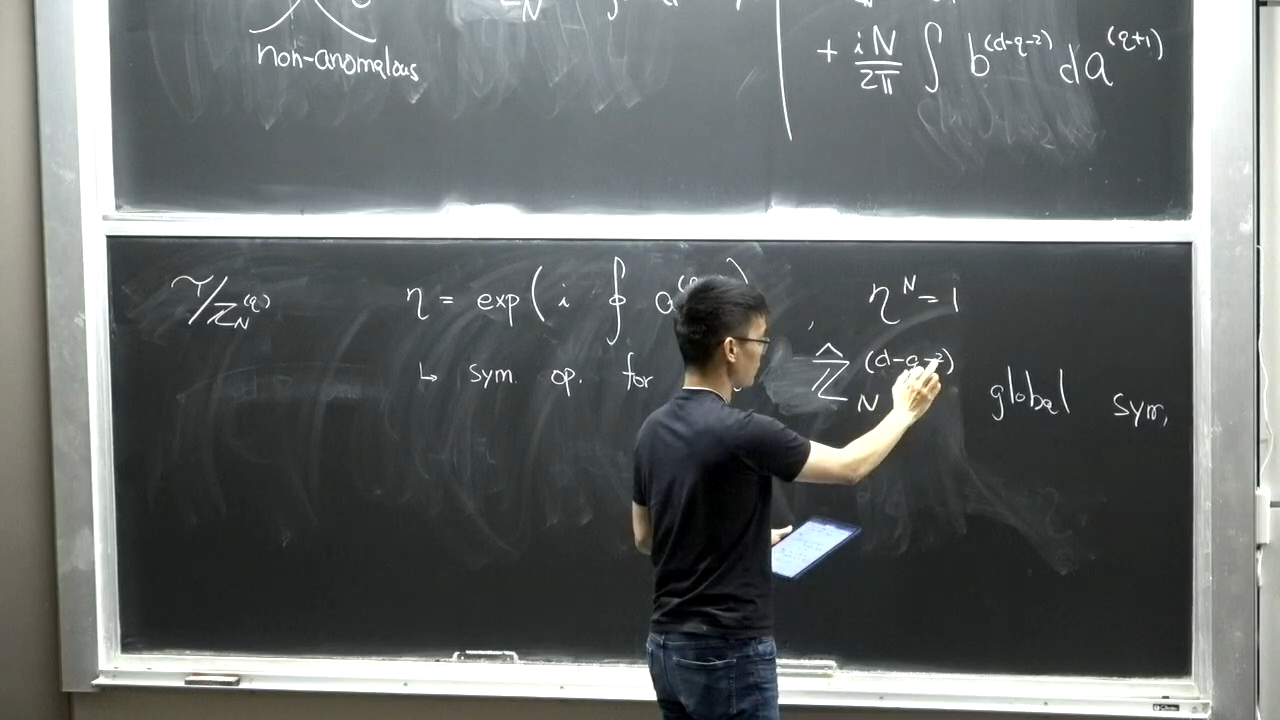 non-anomalous
+ iN/2π ∫ b^(d-q-2) da^(q+1)
T/Z_N^(q)
η = exp( i ∮ a ) , η^N = 1
↳ sym. op. for Ẑ_N^(d-q-2) global sym.